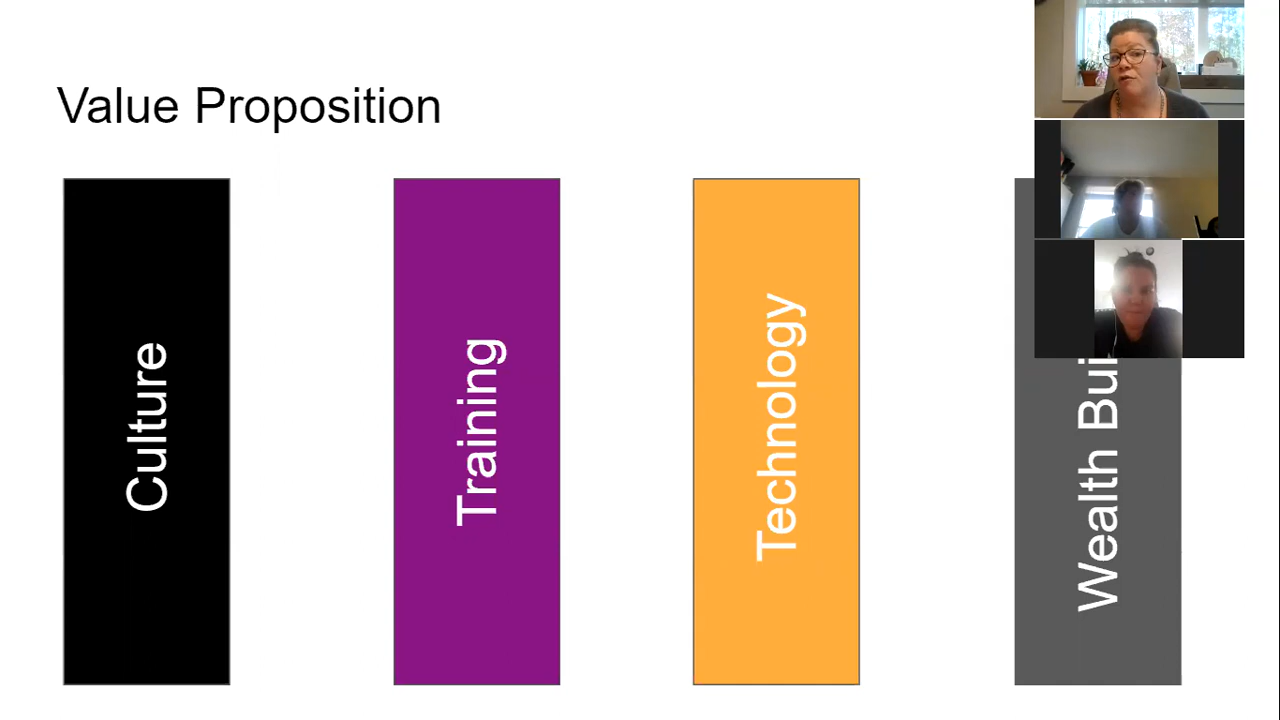 Value Proposition
Culture
Training
Technology
Wealth Bui